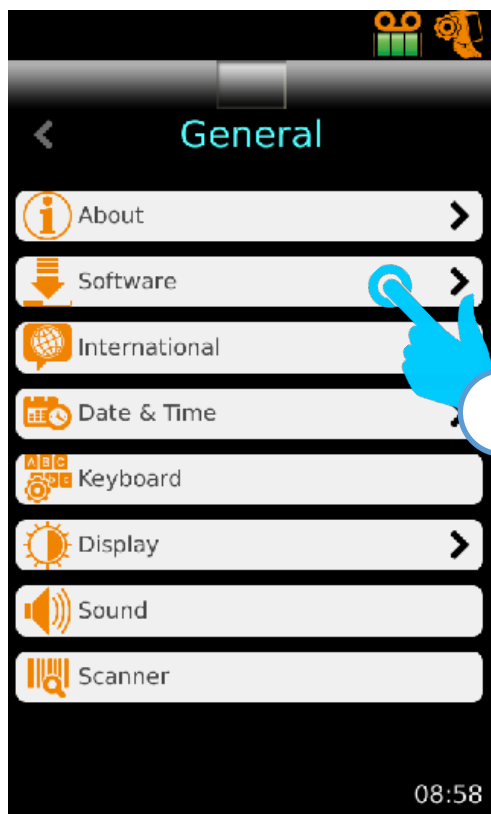 General
About
Software
International
Date & Time
Keyboard
Display
Sound
Scanner
08:58